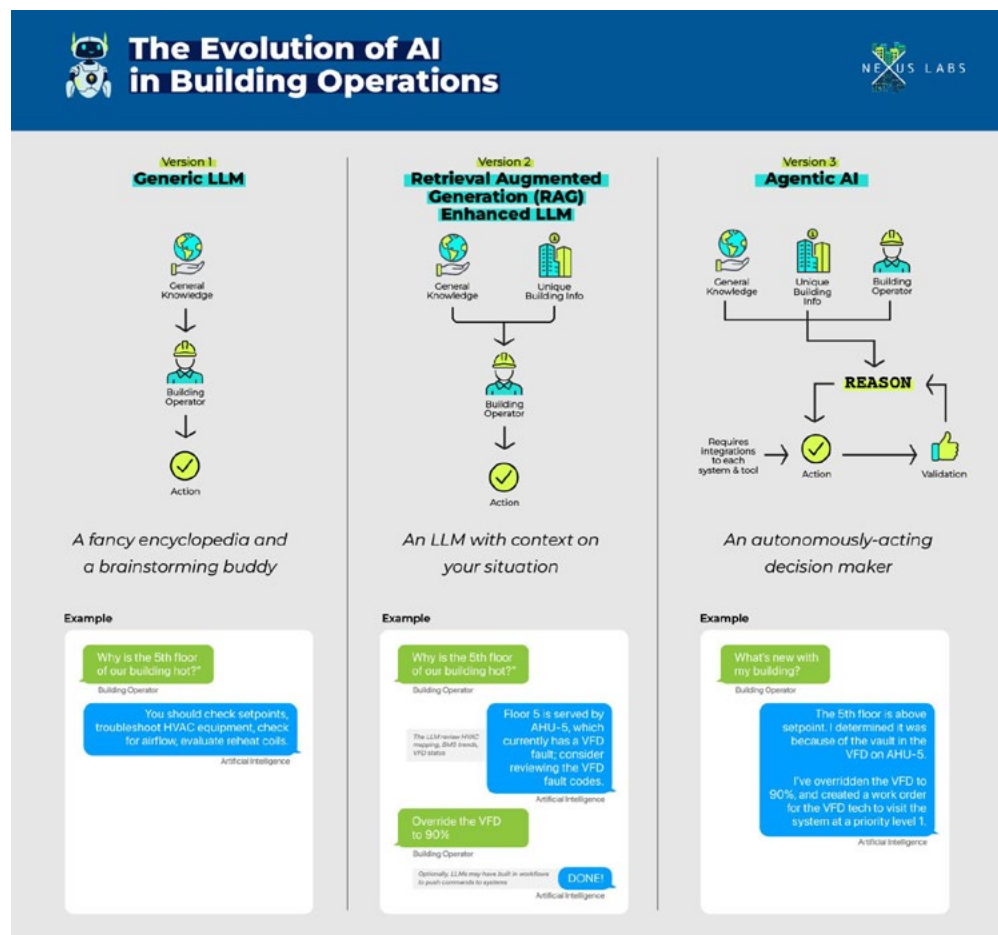 The Evolution of AI
in Building Operations
NEXUS LABS
Version 1
Generic LLM
General
Knowledge
Building
Operator
Action
A fancy encyclopedia and
a brainstorming buddy
Example
Why is the 5th floor
of our building hot?"
Building Operator
You should check setpoints,
troubleshoot HVAC equipment, check
for airflow, evaluate reheat coils.
Artificial Intelligence
Version 2
Retrieval Augmented
Generation (RAG)
Enhanced LLM
General
Knowledge
Unique
Building Info
Building
Operator
Action
An LLM with context on
your situation
Example
Why is the 5th floor
of our building hot?"
Building Operator
The LLM review HVAC
mapping, BMS trends,
VFD status
Floor 5 is served by
AHU-5, which
currently has a VFD
fault; consider
reviewing the VFD
fault codes.
Artificial Intelligence
Override the VFD
to 90%
Building Operator
Optionally, LLMs may have built in workflows
to push commands to systems
DONE!
Artificial Intelligence
Version 3
Agentic AI
General
Knowledge
Unique
Building
Info
Building
Operator
REASON
Requires
integrations
to each
system & tool
Action
Validation
An autonomously-acting
decision maker
Example
What's new with
my building?
Building Operator
The 5th floor is above
setpoint. I determined it was
because of the vault in the
VFD on AHU-5.
I've overridden the VFD to
90%, and created a work order
for the VFD tech to visit the
system at a priority level 1.
Artificial Intelligence